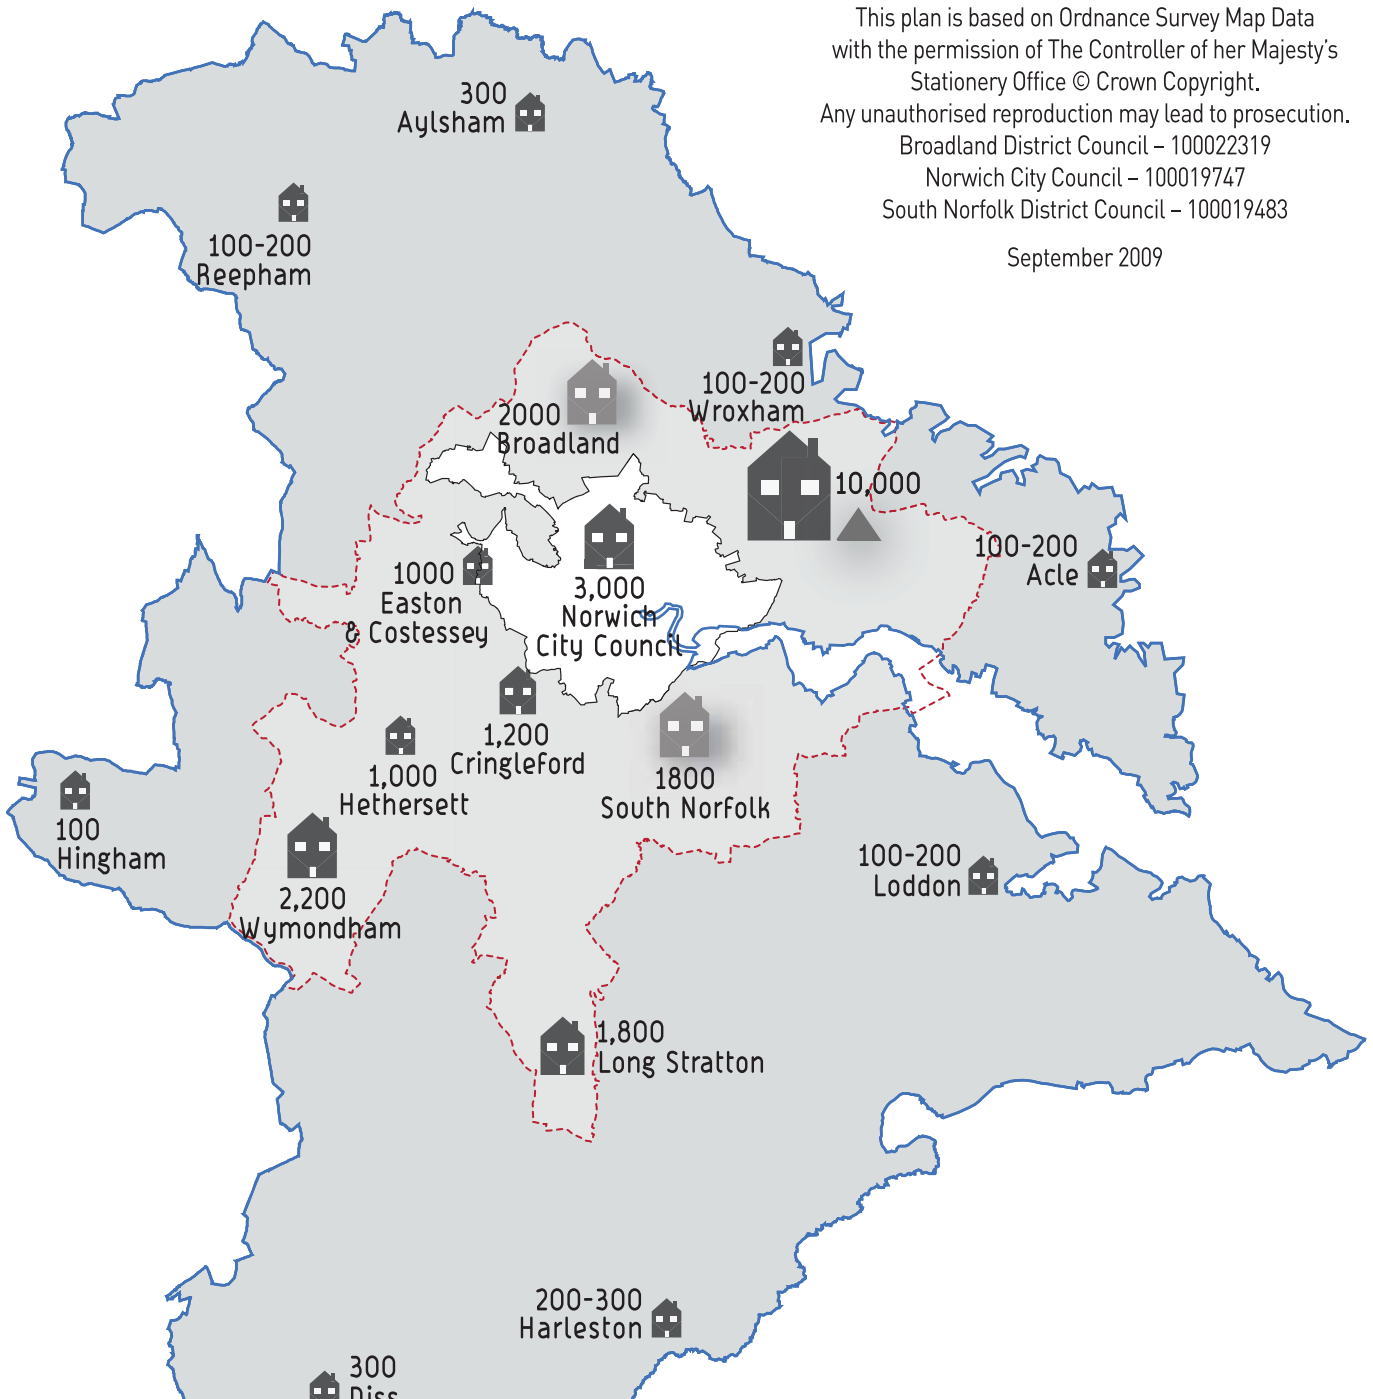 This plan is based on Ordnance Survey Map Data
with the permission of The Controller of her Majesty's
Stationery Office © Crown Copyright.
Any unauthorised reproduction may lead to prosecution.
Broadland District Council – 100022319
Norwich City Council – 100019747
South Norfolk District Council – 100019483
September 2009
300
Aylsham
100-200
Reepham
100-200
Wroxham
2000
Broadland
10,000
100-200
Acle
1000
Easton
& Costessey
3,000
Norwich
City Council
1,200
Cringleford
1,000
Hethersett
1800
South Norfolk
100
Hingham
2,200
Wymondham
100-200
Loddon
1,800
Long Stratton
200-300
Harleston
300
Diss